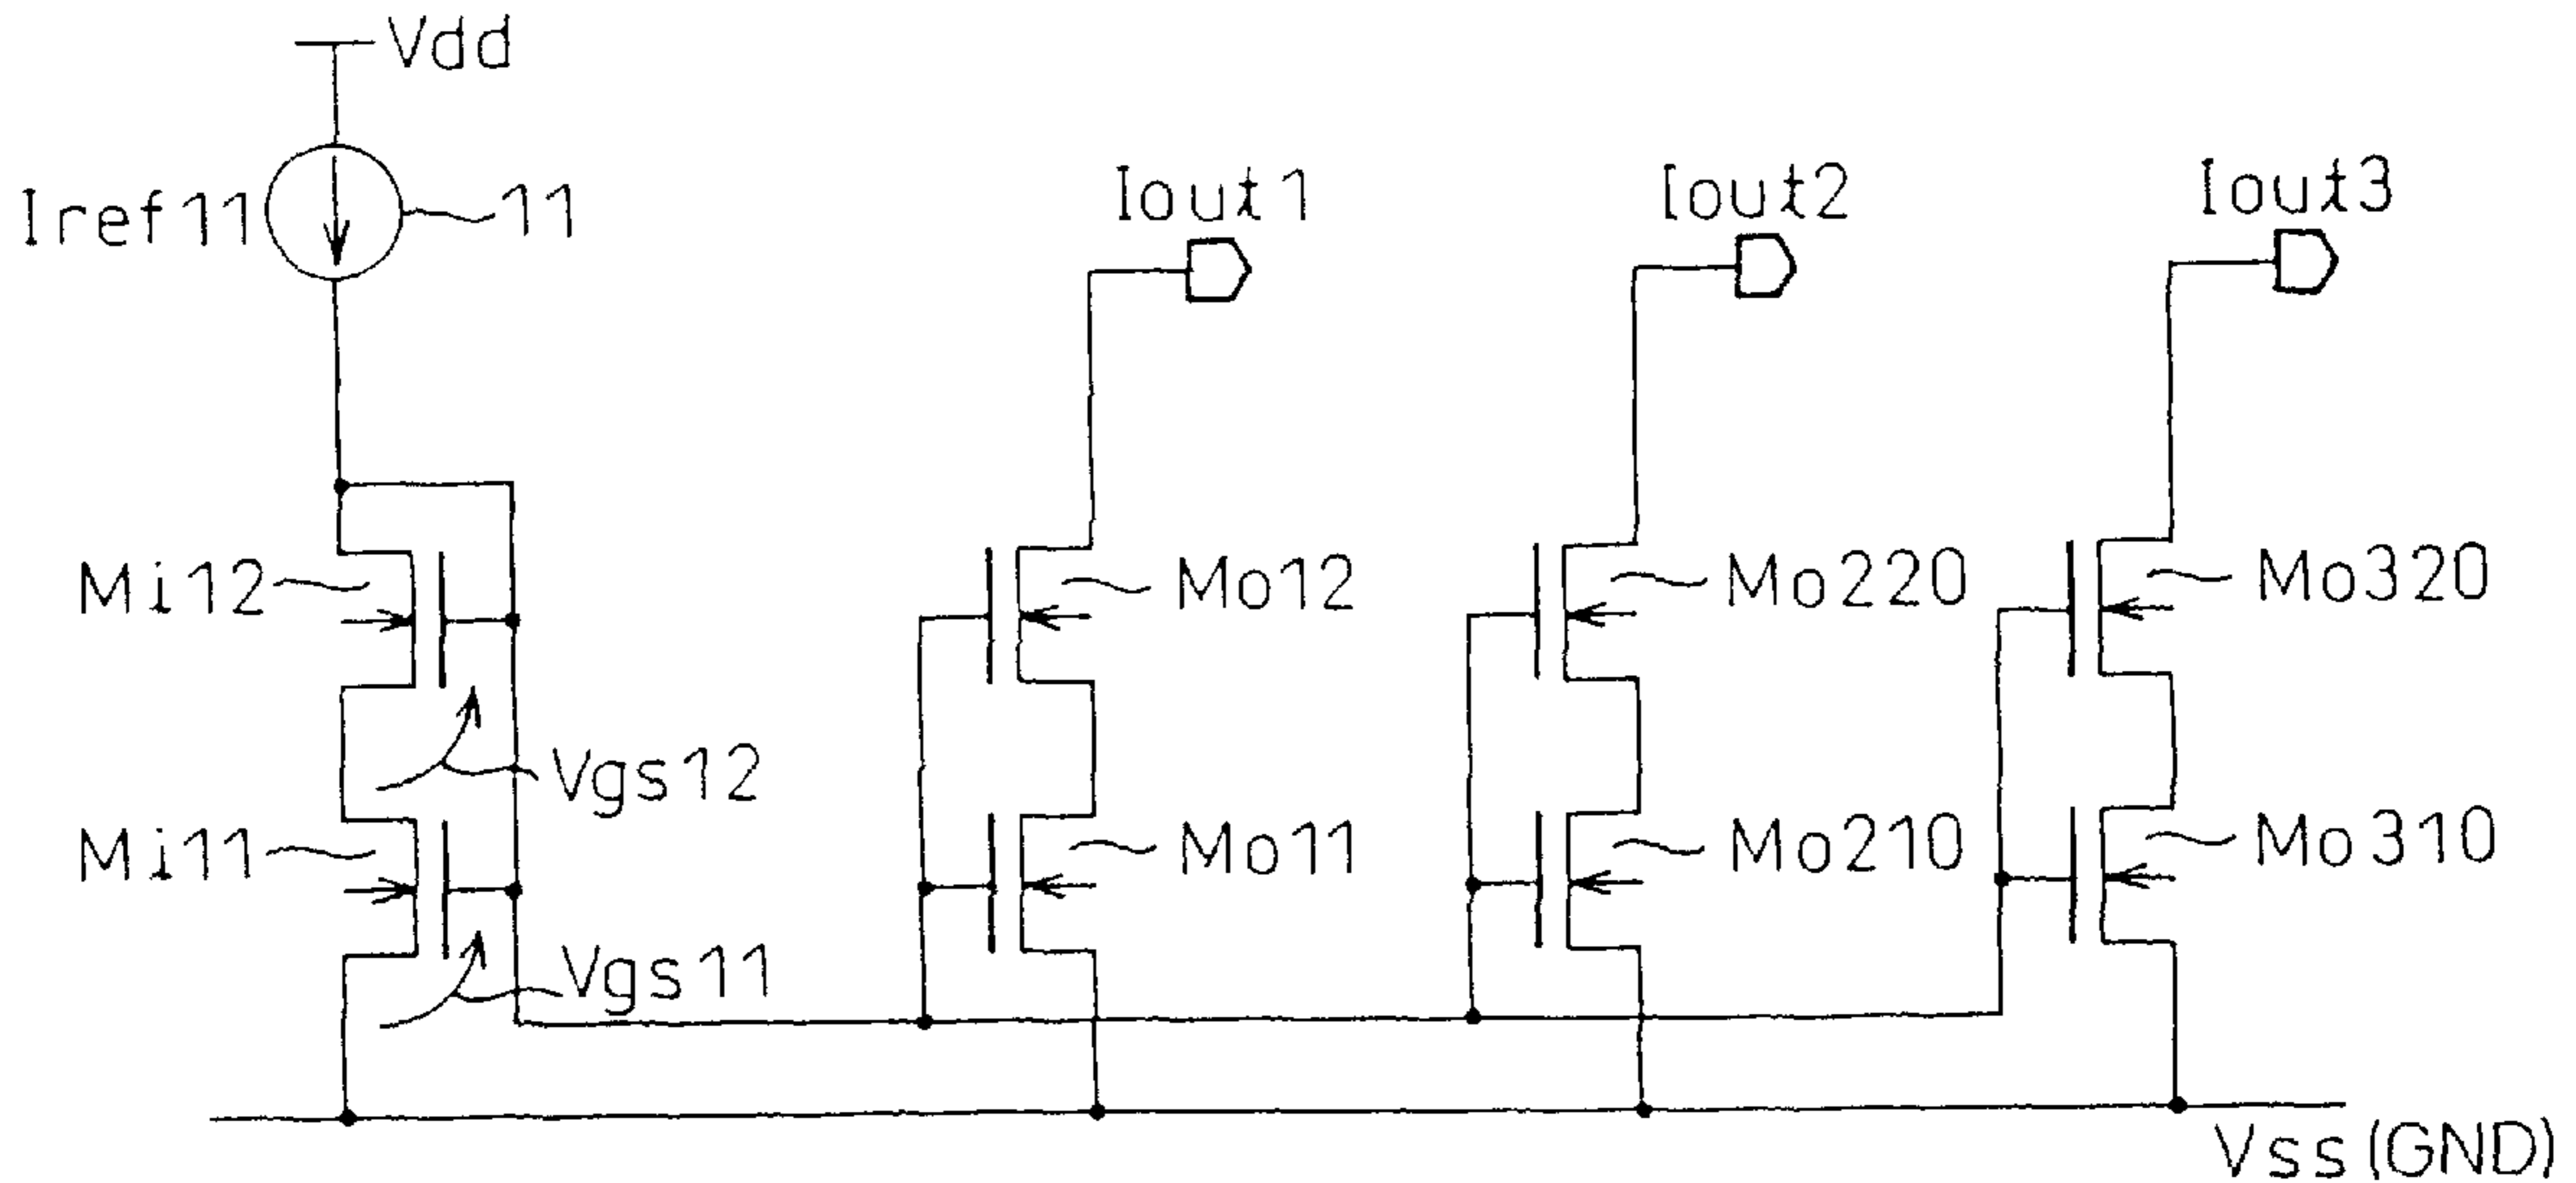 Vdd
Iref11
11
Iout1
Iout2
Iout3
Mi12
Mo12
Mo220
Mo320
Vgs12
Mi11
Mo11
Mo210
Mo310
Vgs11
Vss(GND)